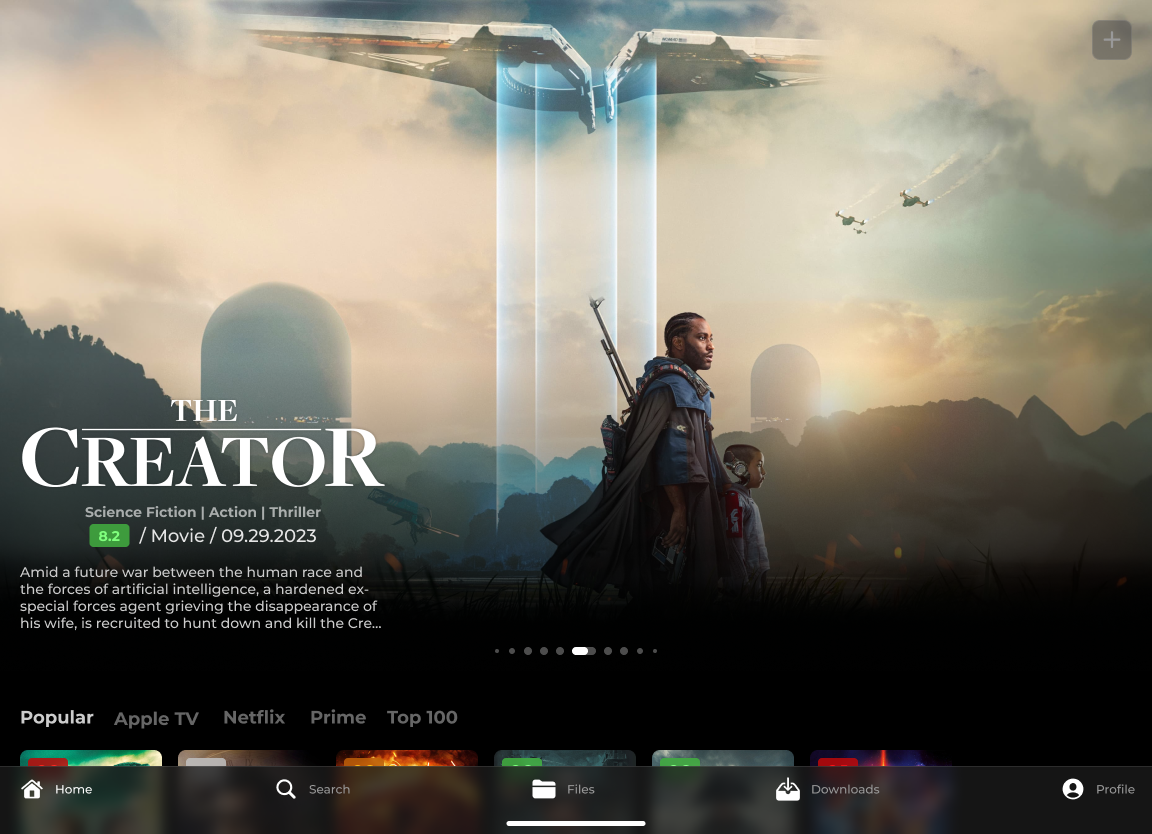 THE
CREATOR
Science Fiction | Action | Thriller
8.2 / Movie / 09.29.2023
Amid a future war between the human race and
the forces of artificial intelligence, a hardened ex-
special forces agent grieving the disappearance of
his wife, is recruited to hunt down and kill the Cre...
Popular Apple TV Netflix Prime Top 100
Home Search Files Downloads Profile